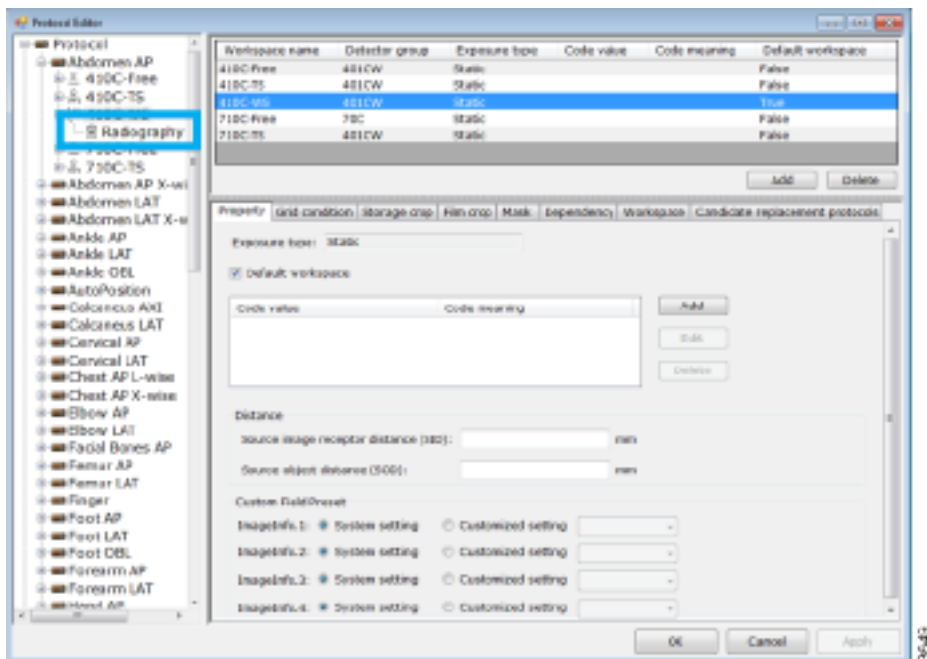 Protocol Editor
Protocol
Abdomen AP
410C-Free
410C-TS
Radiography
710C-TS
Abdomen AP X-wi
Abdomen LAT
Abdomen LAT X-w
Ankle AP
Ankle LAT
Ankle OBL
AutoPosition
Calcaneus AXI
Calcaneus LAT
Cervical AP
Cervical LAT
Chest AP L-wise
Chest AP X-wise
Elbow AP
Elbow LAT
Facial Bones AP
Femur AP
Femur LAT
Finger
Foot AP
Foot LAT
Foot OBL
Forearm AP
Forearm LAT
Hand AP
Workspace name Detector group Exposure type Code value Code meaning Default workspace
410C-Free 401CW Static False
410C-TS 401CW Static False
410C-WS 401CW Static True
710C-Free 70C Static False
710C-TS 401CW Static False
Add Delete
Property Grid condition Storage crop Film crop Mask Dependency Workspace Candidate replacement protocols
Exposure type: Static
Default workspace
Code value Code meaning
Add
Edit
Delete
Distance
Source image receptor distance (SID): mm
Source object distance (SOD): mm
Custom Field Preset
ImageInfo.1: System setting Customized setting
ImageInfo.2: System setting Customized setting
ImageInfo.3: System setting Customized setting
ImageInfo.4: System setting Customized setting
OK Cancel Apply